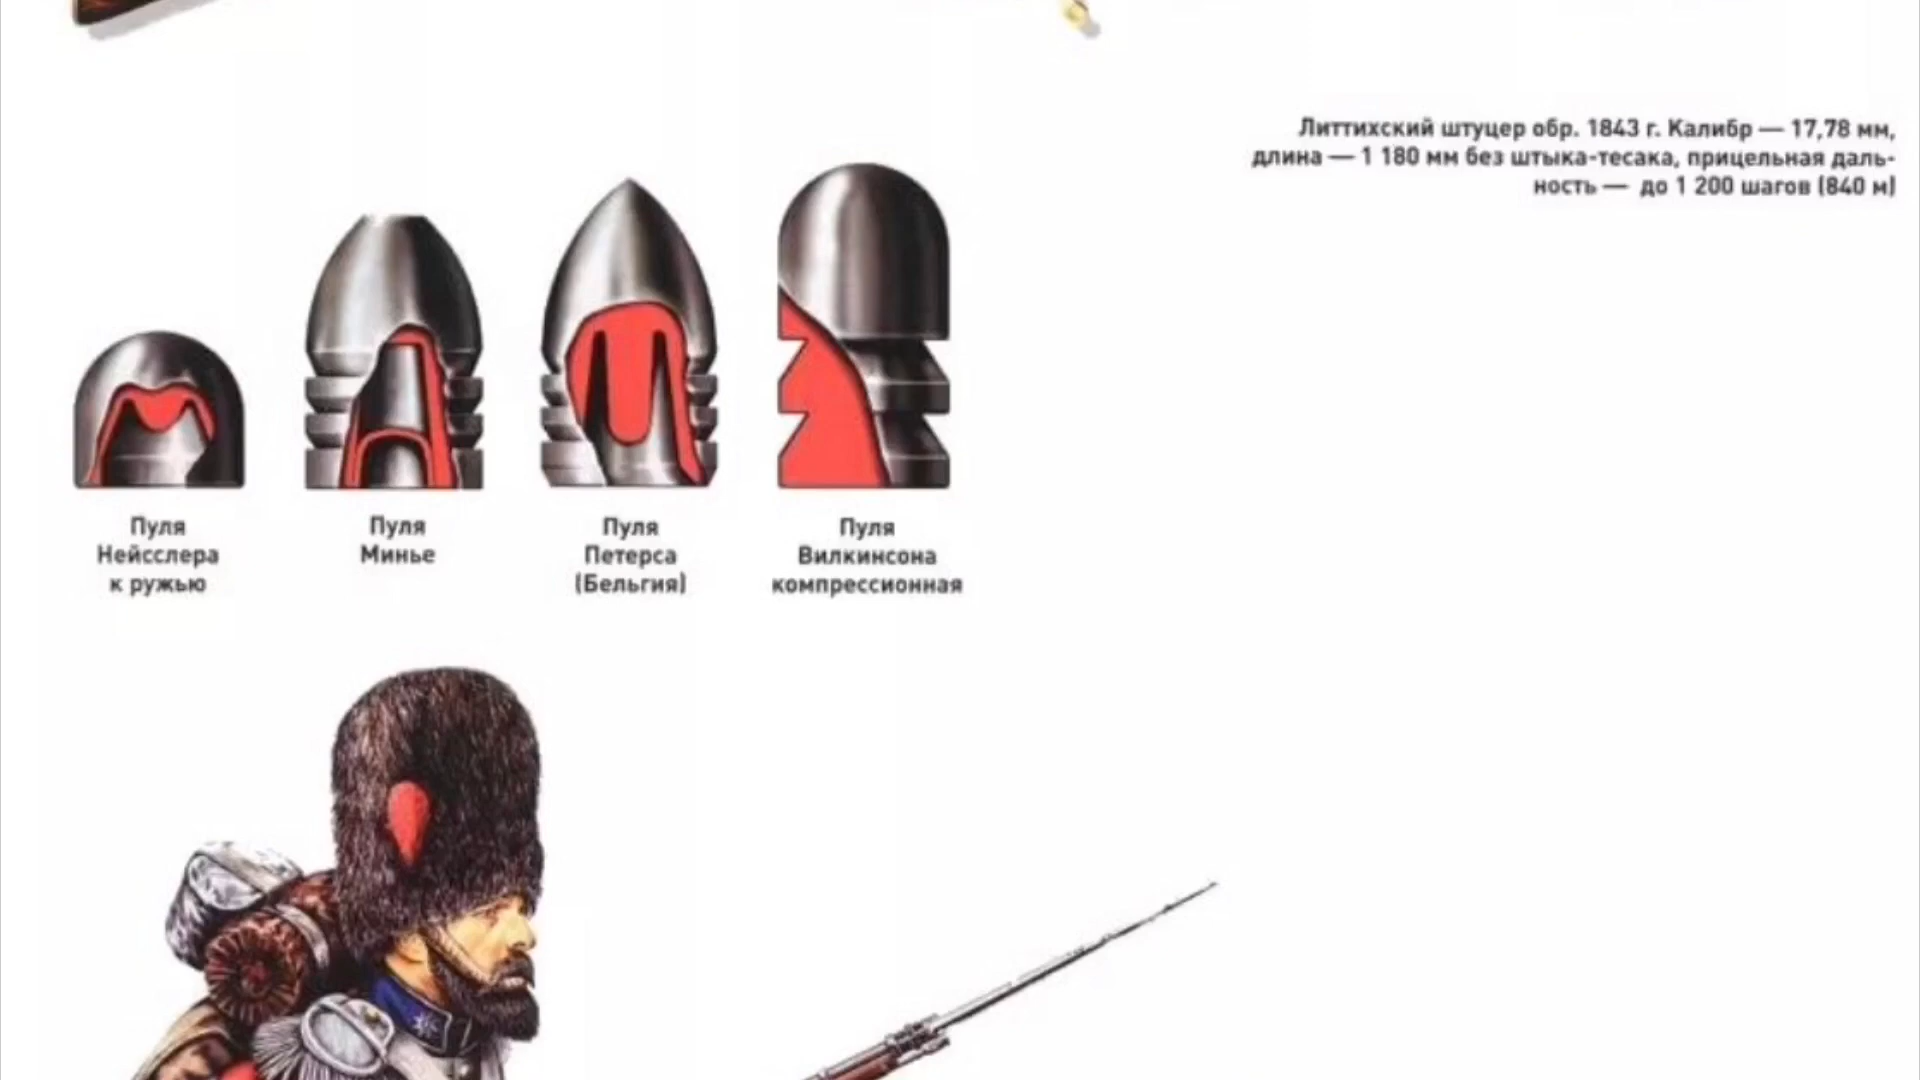 Литтихский штуцер обр. 1843 г. Калибр — 17,78 мм,
длина — 1 180 мм без штыка-тесака, прицельная даль-
ность — до 1 200 шагов (840 м)
Пуля
Нейсслера
к ружью
Пуля
Минье
Пуля
Петерса
(Бельгия)
Пуля
Вилкинсона
компрессионная